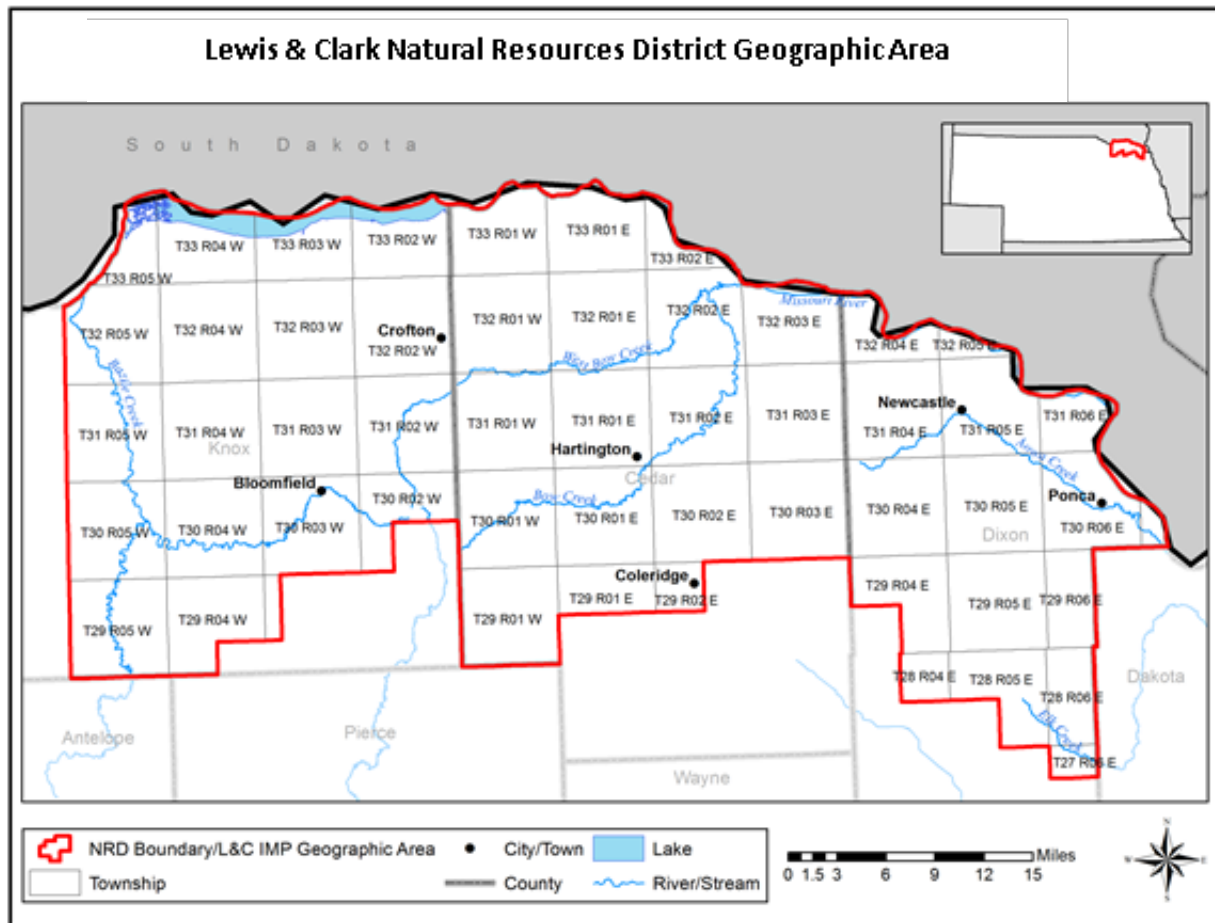 Lewis & Clark Natural Resources District Geographic Area
South Dakota
T33 R01 W
T33 R01 E
T33 R04 W
T33 R03 W
T33 R02 W
T33 R02 E
T33 R05 W
Missouri River
T32 R05 W
T32 R04 W
T32 R03 W
Crofton
T32 R02 W
T32 R01 W
T32 R01 E
T32 R02 E
T32 R03 E
T32 R04 E
T32 R05 E
West Bow Creek
Bazile Creek
Newcastle
T31 R05 W
T31 R04 W
T31 R03 W
T31 R02 W
T31 R01 W
T31 R01 E
T31 R02 E
T31 R03 E
T31 R04 E
T31 R05 E
T31 R06 E
Knox
Hartington
Cedar
Aowa Creek
Bloomfield
Bow Creek
Ponca
T30 R05 W
T30 R04 W
T30 R03 W
T30 R02 W
T30 R01 W
T30 R01 E
T30 R02 E
T30 R03 E
T30 R04 E
T30 R05 E
T30 R06 E
Dixon
Coleridge
T29 R05 W
T29 R04 W
T29 R01 W
T29 R01 E
T29 R02 E
T29 R04 E
T29 R05 E
T29 R06 E
T28 R04 E
T28 R05 E
T28 R06 E
Dakota
Elk Creek
T27 R06 E
Antelope
Pierce
Wayne
NRD Boundary/L&C IMP Geographic Area
City/Town
Lake
Township
County
River/Stream
Miles
0 1.5 3 6 9 12 15
N
W E
S